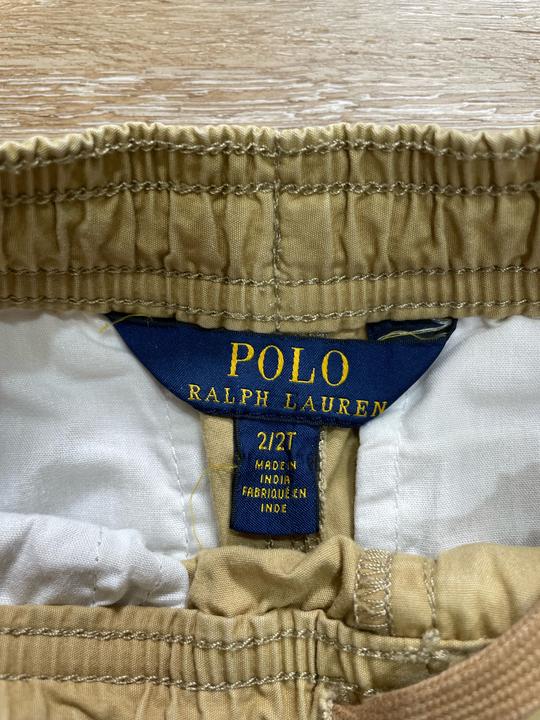 POLO
RALPH LAUREN
2/2T
MADE IN
INDIA
FABRIQUÉ EN
INDE